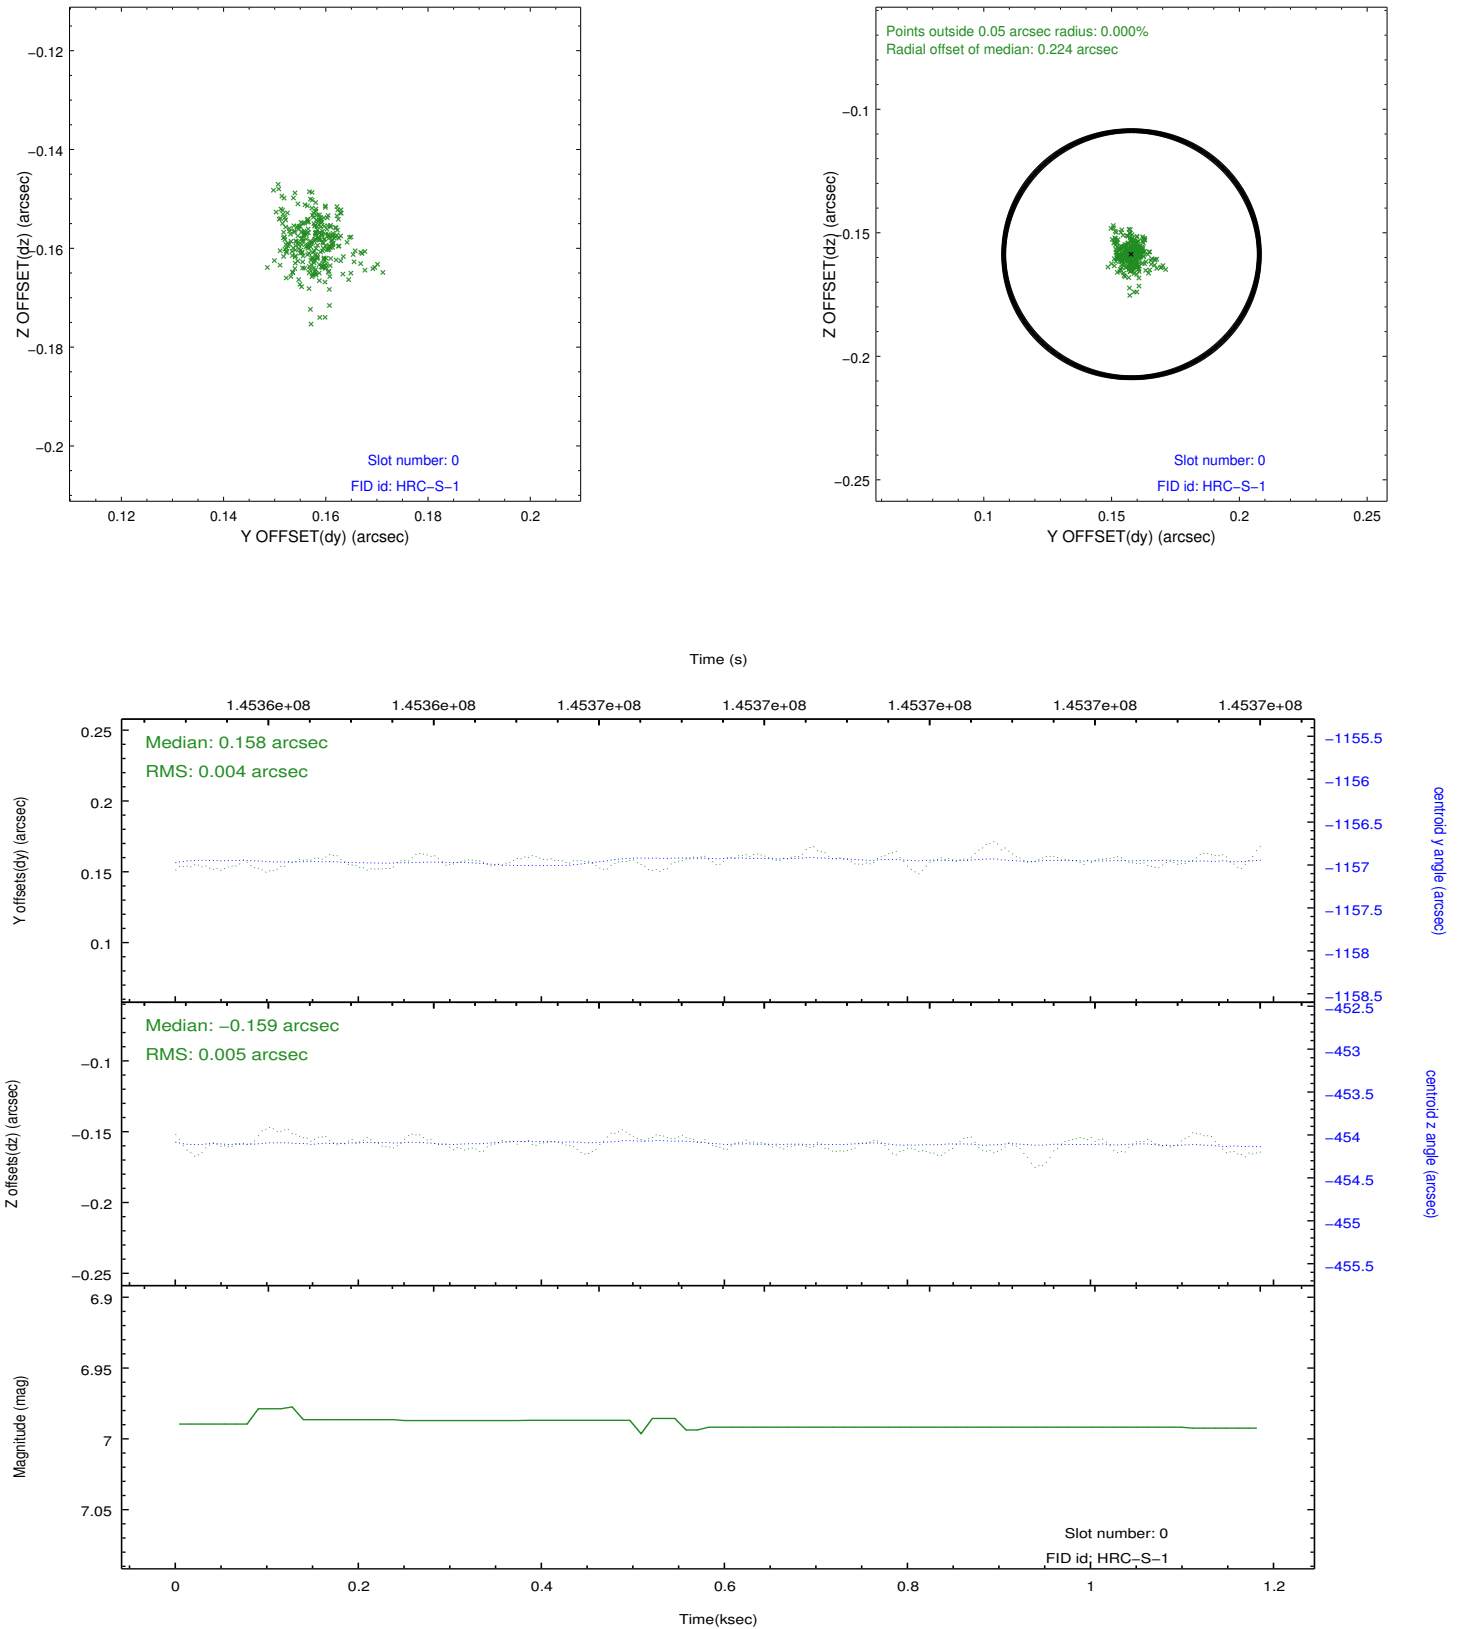 −0.12
−0.14
−0.16
−0.18
−0.2
Z OFFSET(dz) (arcsec)
Slot number: 0
FID id: HRC−S−1
0.12 0.14 0.16 0.18 0.2
Y OFFSET(dy) (arcsec)
Points outside 0.05 arcsec radius: 0.000%
Radial offset of median: 0.224 arcsec
−0.1
−0.15
−0.2
−0.25
Z OFFSET(dz) (arcsec)
Slot number: 0
FID id: HRC−S−1
0.1 0.15 0.2 0.25
Y OFFSET(dy) (arcsec)
Time (s)
1.4536e+08 1.4536e+08 1.4537e+08 1.4537e+08 1.4537e+08 1.4537e+08 1.4537e+08
Median: 0.158 arcsec
RMS: 0.004 arcsec
0.25
0.2
0.15
0.1
Y offsets(dy) (arcsec)
−1155.5
−1156
−1156.5
−1157
−1157.5
−1158
−1158.5
centroid y angle (arcsec)
Median: −0.159 arcsec
RMS: 0.005 arcsec
−0.1
−0.15
−0.2
−0.25
Z offsets(dz) (arcsec)
−452.5
−453
−453.5
−454
−454.5
−455
−455.5
centroid z angle (arcsec)
6.9
6.95
7
7.05
Magnitude (mag)
Slot number: 0
FID id: HRC−S−1
0 0.2 0.4 0.6 0.8 1 1.2
Time(ksec)